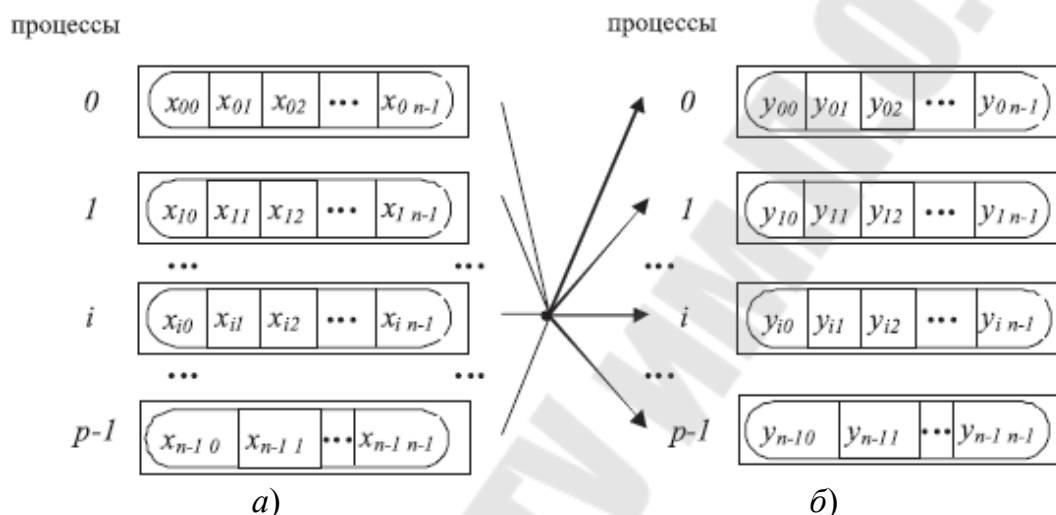 процессы процессы
0 x00 x01 x02 ••• x0 n-1 0 y00 y01 y02 ••• y0 n-1
1 x10 x11 x12 ••• x1 n-1 1 y10 y11 y12 ••• y1 n-1
••• ••• •••
i xi0 xi1 xi2 ••• xi n-1 i yi0 yi1 yi2 ••• yi n-1
••• ••• •••
p-1 xn-1 0 xn-1 1 ••• xn-1 n-1 p-1 yn-10 yn-11 ••• yn-1 n-1
а) б)